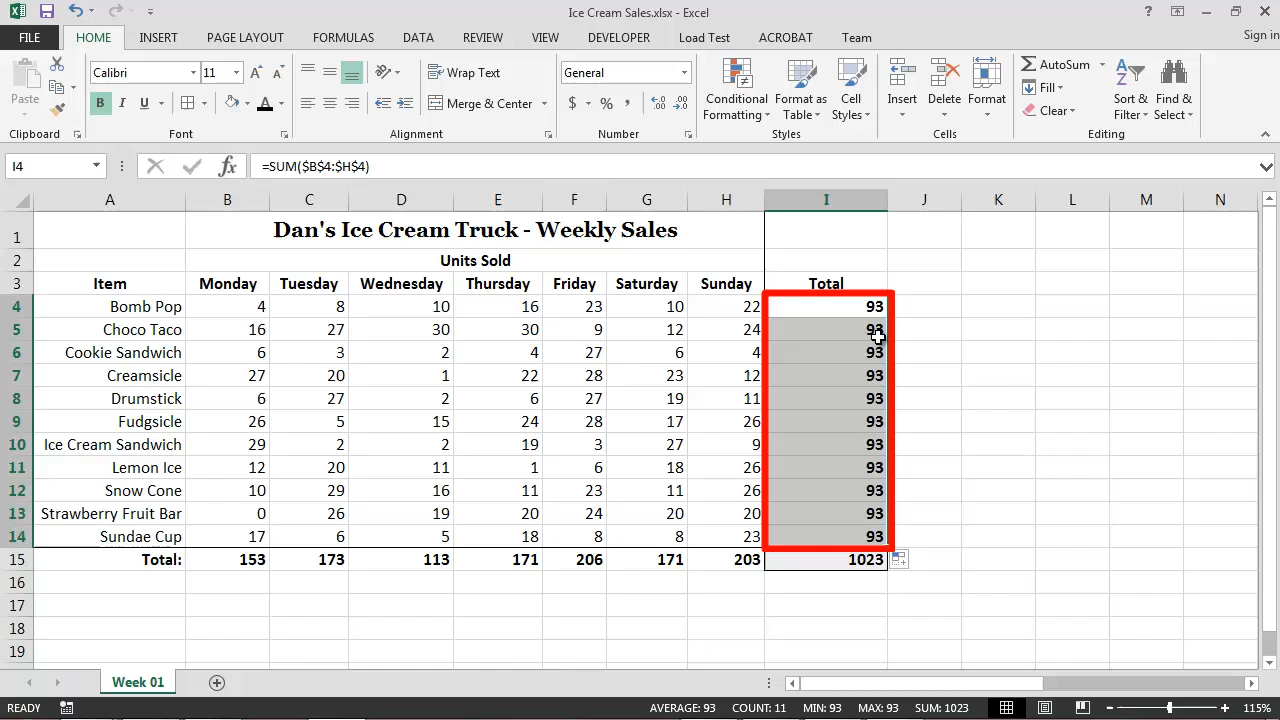 Ice Cream Sales.xlsx - Excel
?
FILE HOME INSERT PAGE LAYOUT FORMULAS DATA REVIEW VIEW DEVELOPER Load Test ACROBAT Team Sign in
Paste
Calibri 11
B I U A
Wrap Text
Merge & Center
General
$ % ,
Conditional Formatting
Format as Table
Cell Styles
Insert Delete Format
AutoSum
Fill
Clear
Sort & Filter
Find & Select
Clipboard Font Alignment Number Styles Cells Editing
I4 fx =SUM($B$4:$H$4)
A B C D E F G H I J K L M N
1 Dan's Ice Cream Truck - Weekly Sales
2 Units Sold
3 Item Monday Tuesday Wednesday Thursday Friday Saturday Sunday Total
4 Bomb Pop 4 8 10 16 23 10 22 93
5 Choco Taco 16 27 30 30 9 12 24 93
6 Cookie Sandwich 6 3 2 4 27 6 4 93
7 Creamsicle 27 20 1 22 28 23 12 93
8 Drumstick 6 27 2 6 27 19 11 93
9 Fudgsicle 26 5 15 24 28 17 26 93
10 Ice Cream Sandwich 29 2 2 19 3 27 9 93
11 Lemon Ice 12 20 11 1 6 18 26 93
12 Snow Cone 10 29 16 11 23 11 26 93
13 Strawberry Fruit Bar 0 26 19 20 24 20 20 93
14 Sundae Cup 17 6 5 18 8 8 23 93
15 Total: 153 173 113 171 206 171 203 1023
16
17
18
19
Week 01
READY AVERAGE: 93 COUNT: 11 MIN: 93 MAX: 93 SUM: 1023 115%